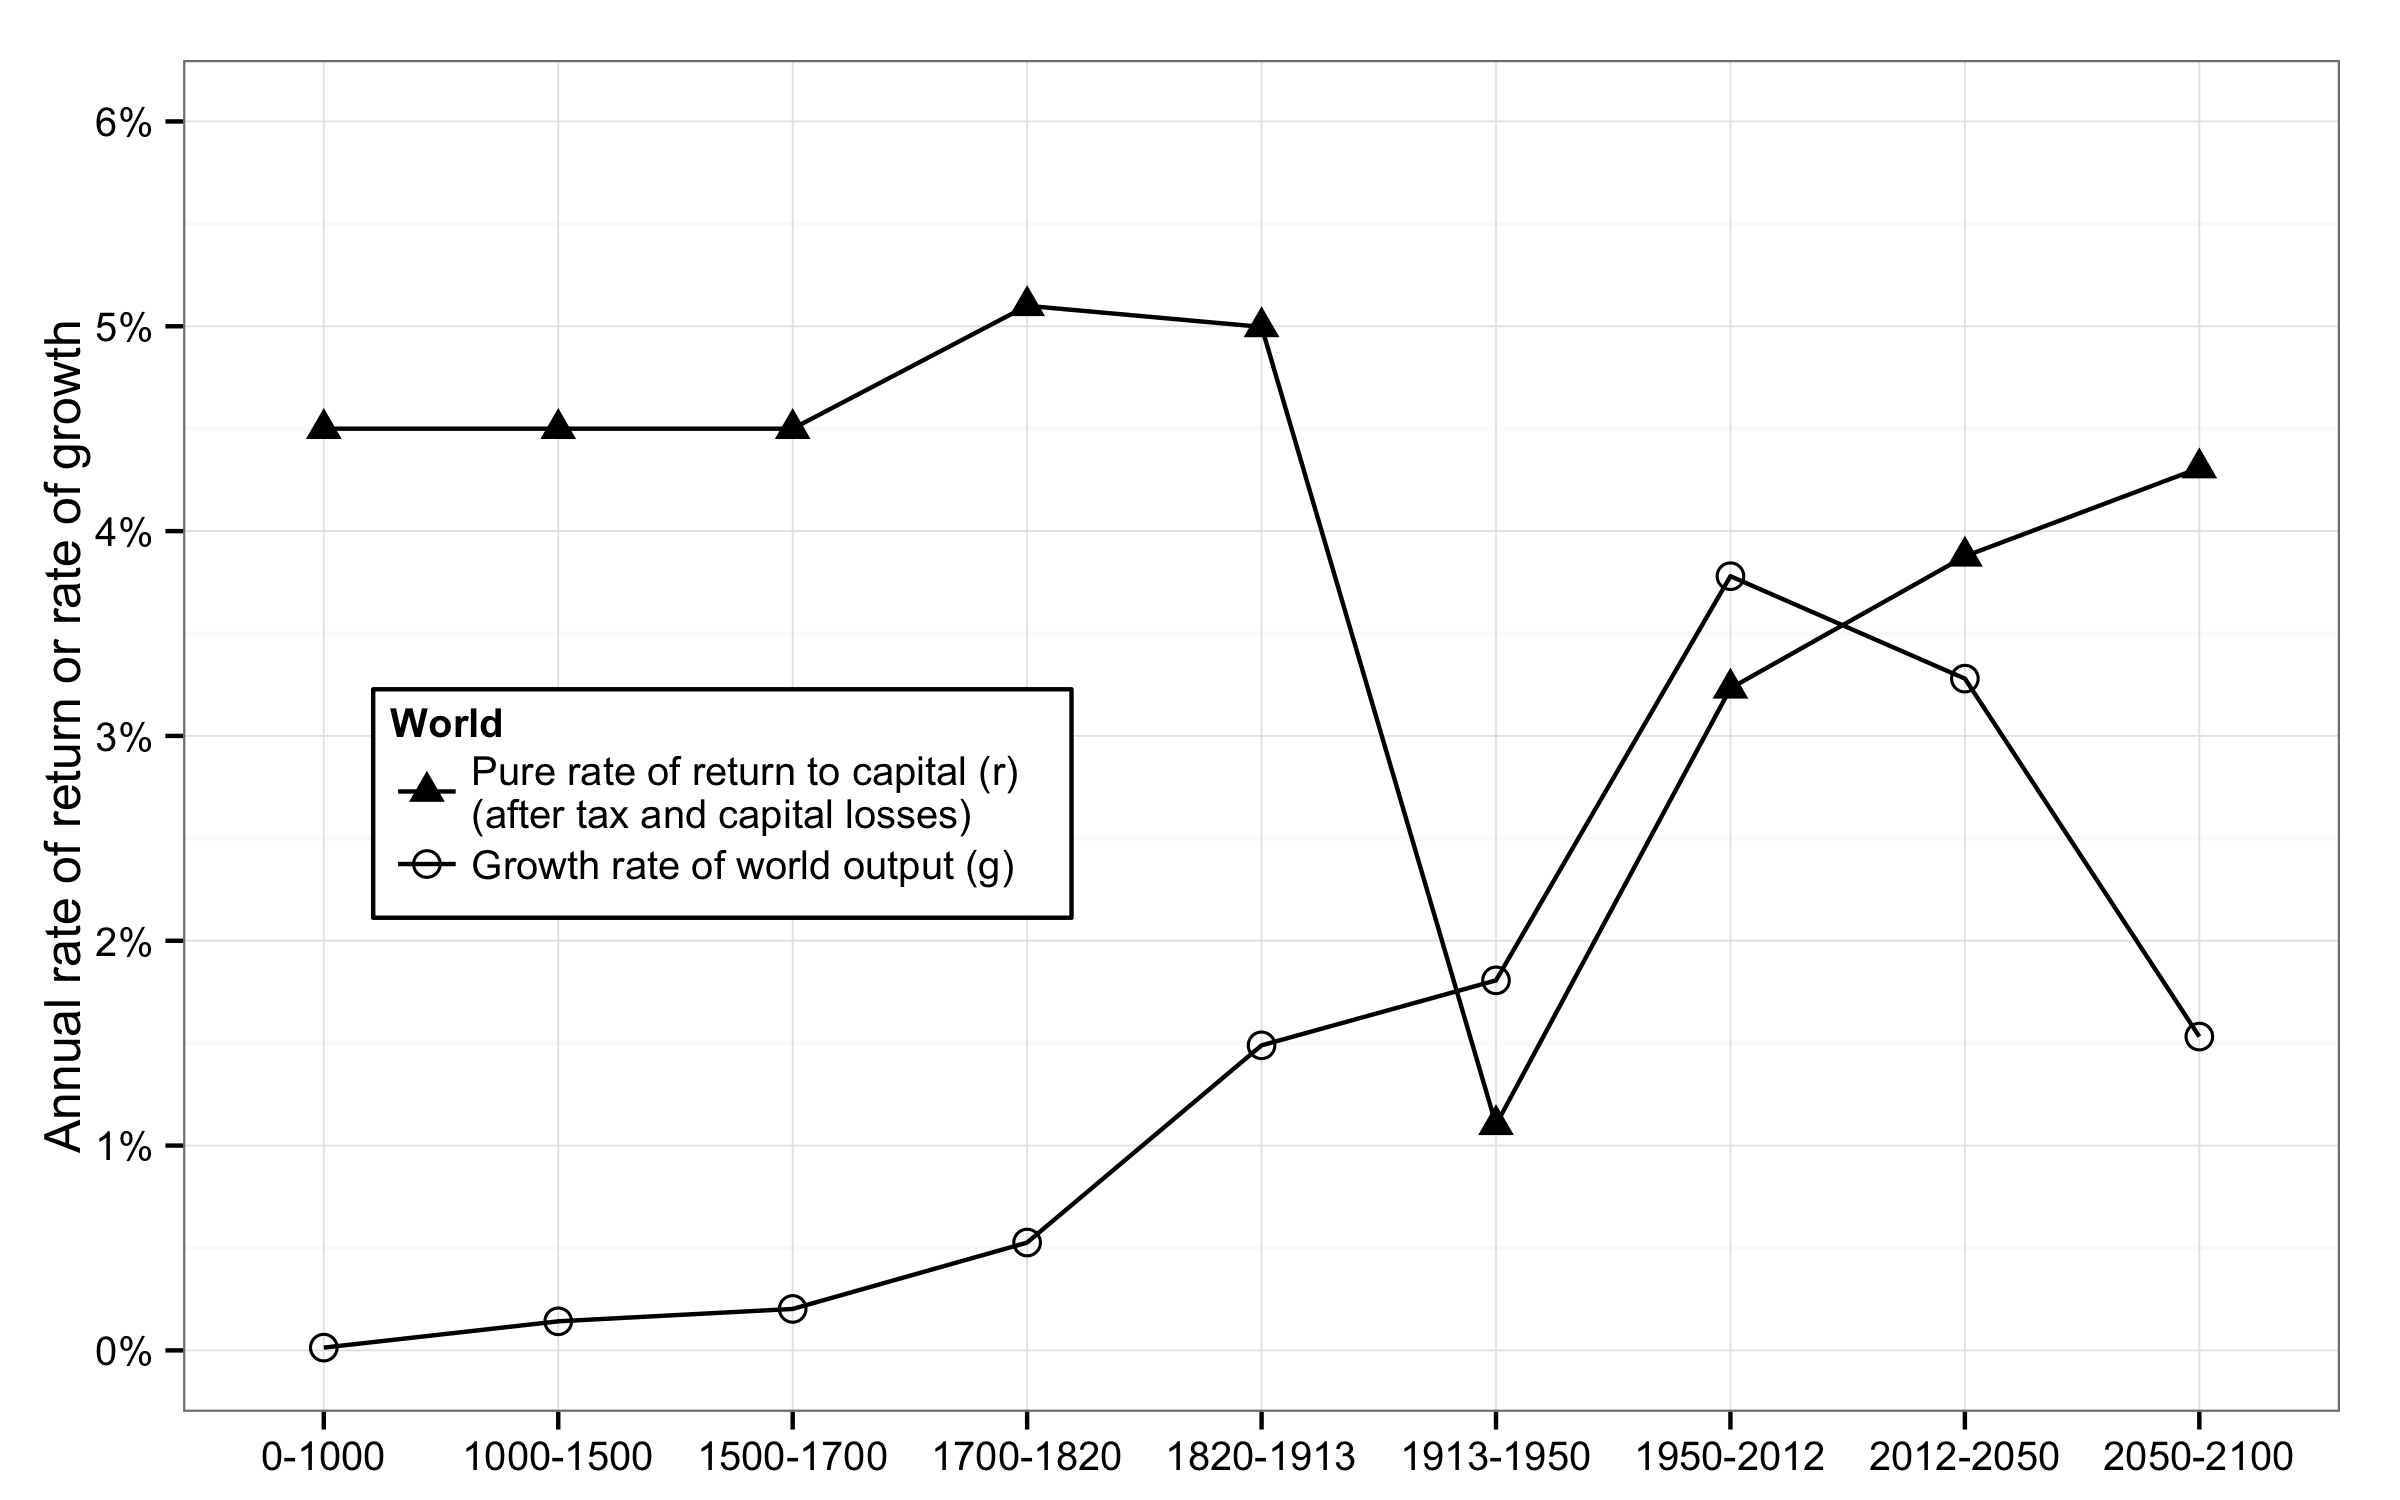 Annual rate of return or rate of growth
6%
5%
4%
3%
2%
1%
0%
World
Pure rate of return to capital (r)
(after tax and capital losses)
Growth rate of world output (g)
0-1000 1000-1500 1500-1700 1700-1820 1820-1913 1913-1950 1950-2012 2012-2050 2050-2100